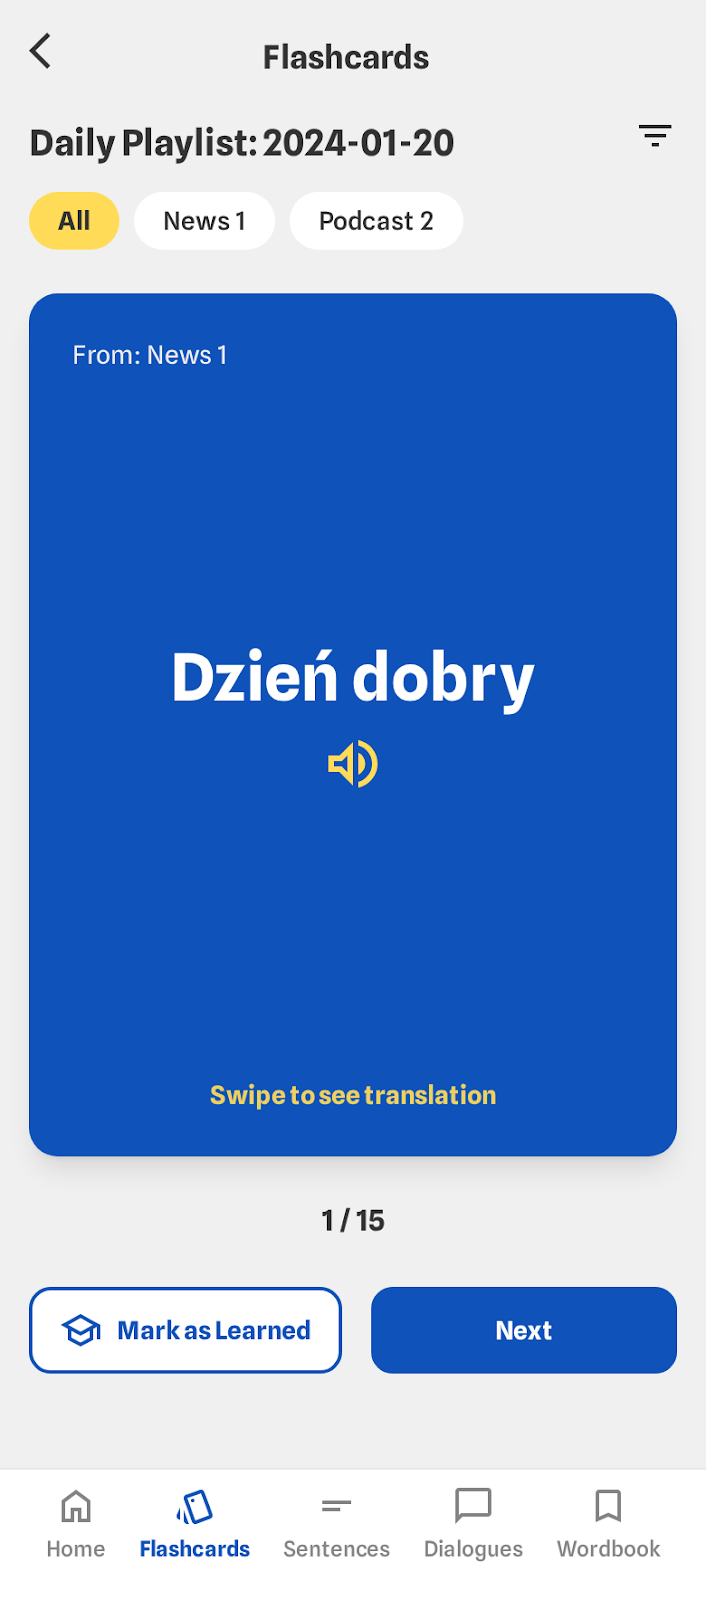 Flashcards
Daily Playlist: 2024-01-20
All
News 1
Podcast 2
From: News 1
Dzień dobry
Swipe to see translation
1 / 15
Mark as Learned
Next
Home
Flashcards
Sentences
Dialogues
Wordbook